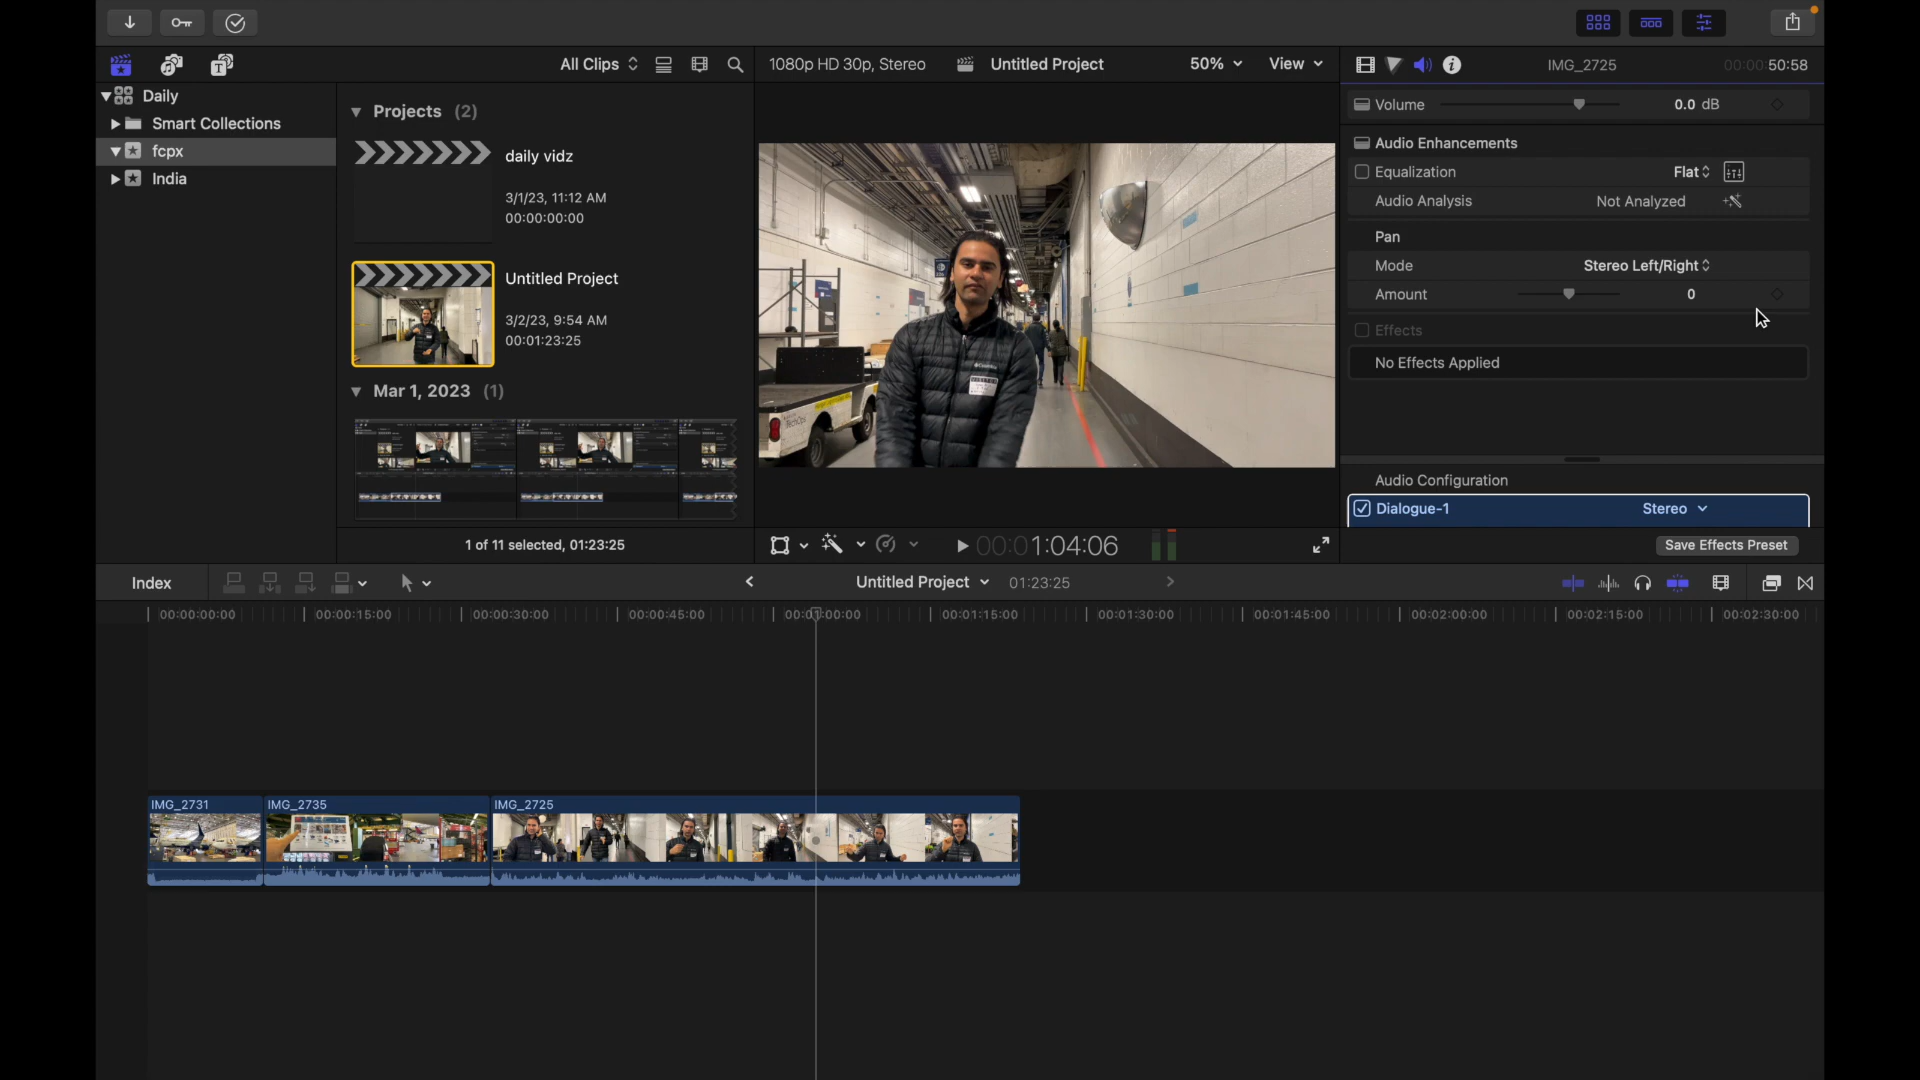 All Clips
1080p HD 30p, Stereo
Untitled Project
50%
View
IMG_2725
00:00:50:58
Daily
Smart Collections
fcpx
India
Projects (2)
daily vidz
3/1/23, 11:12 AM
00:00:00:00
Untitled Project
3/2/23, 9:54 AM
00:01:23:25
Mar 1, 2023 (1)
1 of 11 selected, 01:23:25
00:01:04:06
Volume
0.0 dB
Audio Enhancements
Equalization
Flat
Audio Analysis
Not Analyzed
Pan
Mode
Stereo Left/Right
Amount
0
Effects
No Effects Applied
Audio Configuration
Dialogue-1
Stereo
Save Effects Preset
Index
Untitled Project
01:23:25
00:00:00:00
00:00:15:00
00:00:30:00
00:00:45:00
00:01:00:00
00:01:15:00
00:01:30:00
00:01:45:00
00:02:00:00
00:02:15:00
00:02:30:00
IMG_2731
IMG_2735
IMG_2725